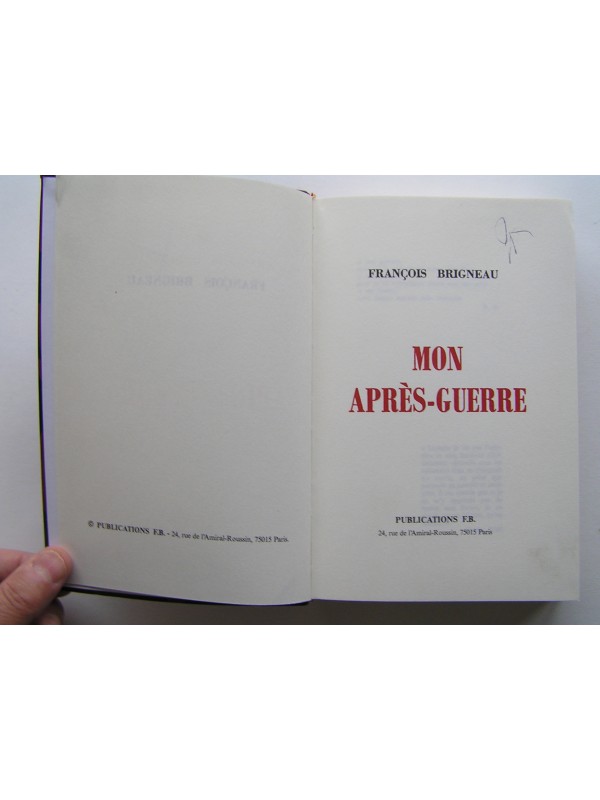 © PUBLICATIONS F.B. - 24, rue de l'Amiral-Roussin, 75015 Paris.
FRANÇOIS BRIGNEAU
MON
APRÈS-GUERRE
PUBLICATIONS F.B.
24, rue de l'Amiral-Roussin, 75015 Paris